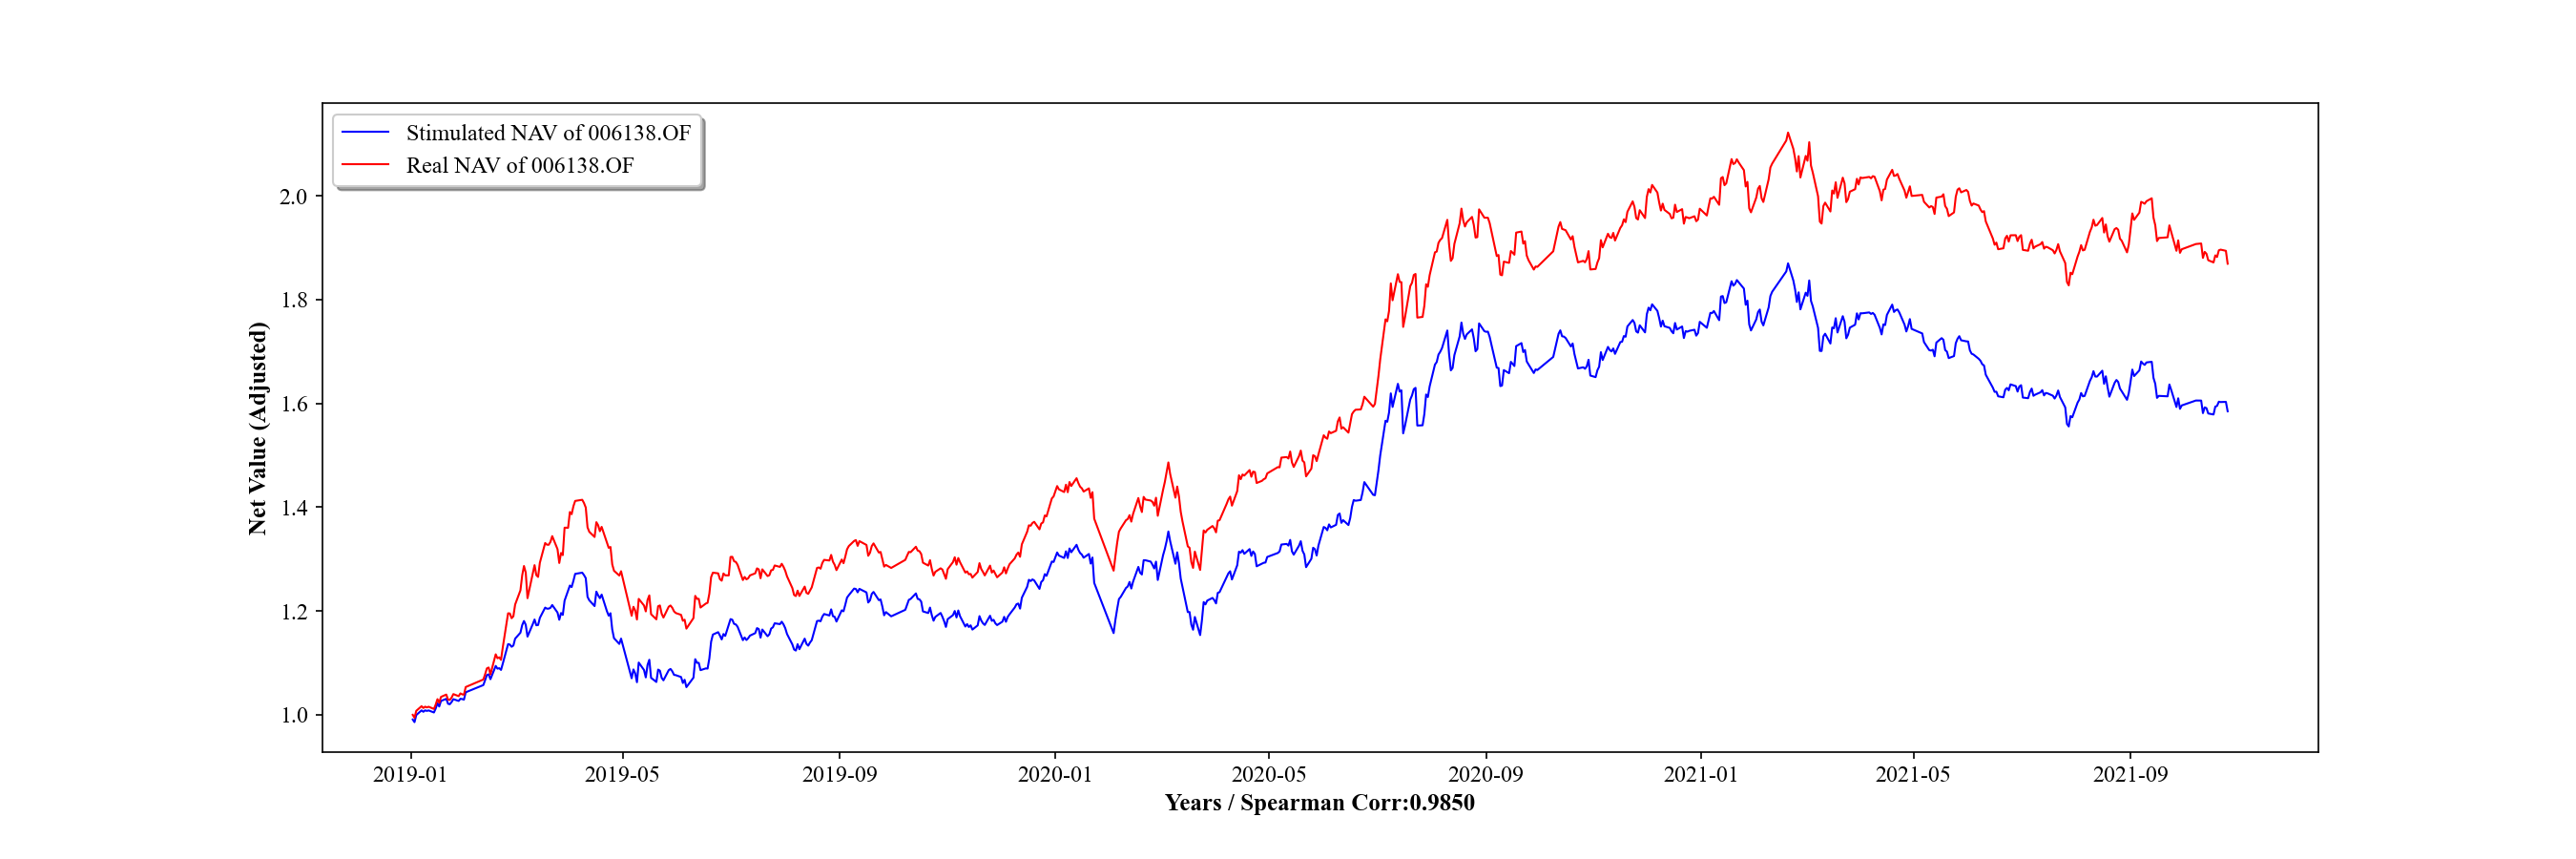 Stimulated NAV of 006138.OF
Real NAV of 006138.OF
Net Value (Adjusted)
2.0
1.8
1.6
1.4
1.2
1.0
2019-01 2019-05 2019-09 2020-01 2020-05 2020-09 2021-01 2021-05 2021-09
Years / Spearman Corr:0.9850